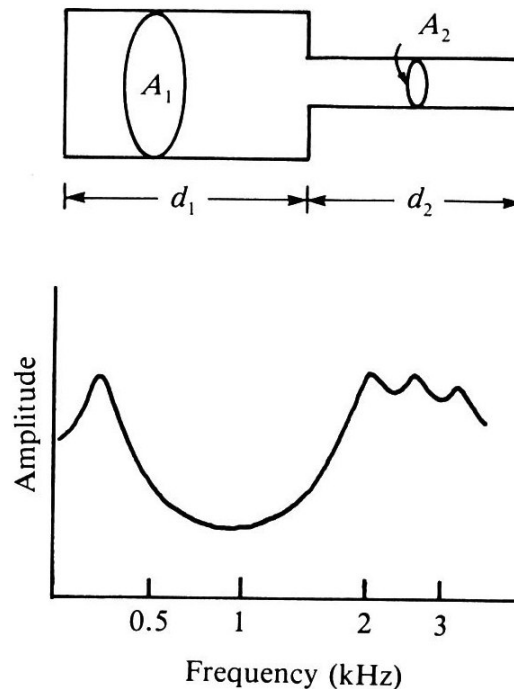 A₂
A₁
d₁ d₂
Amplitude
0.5 1 2 3
Frequency (kHz)